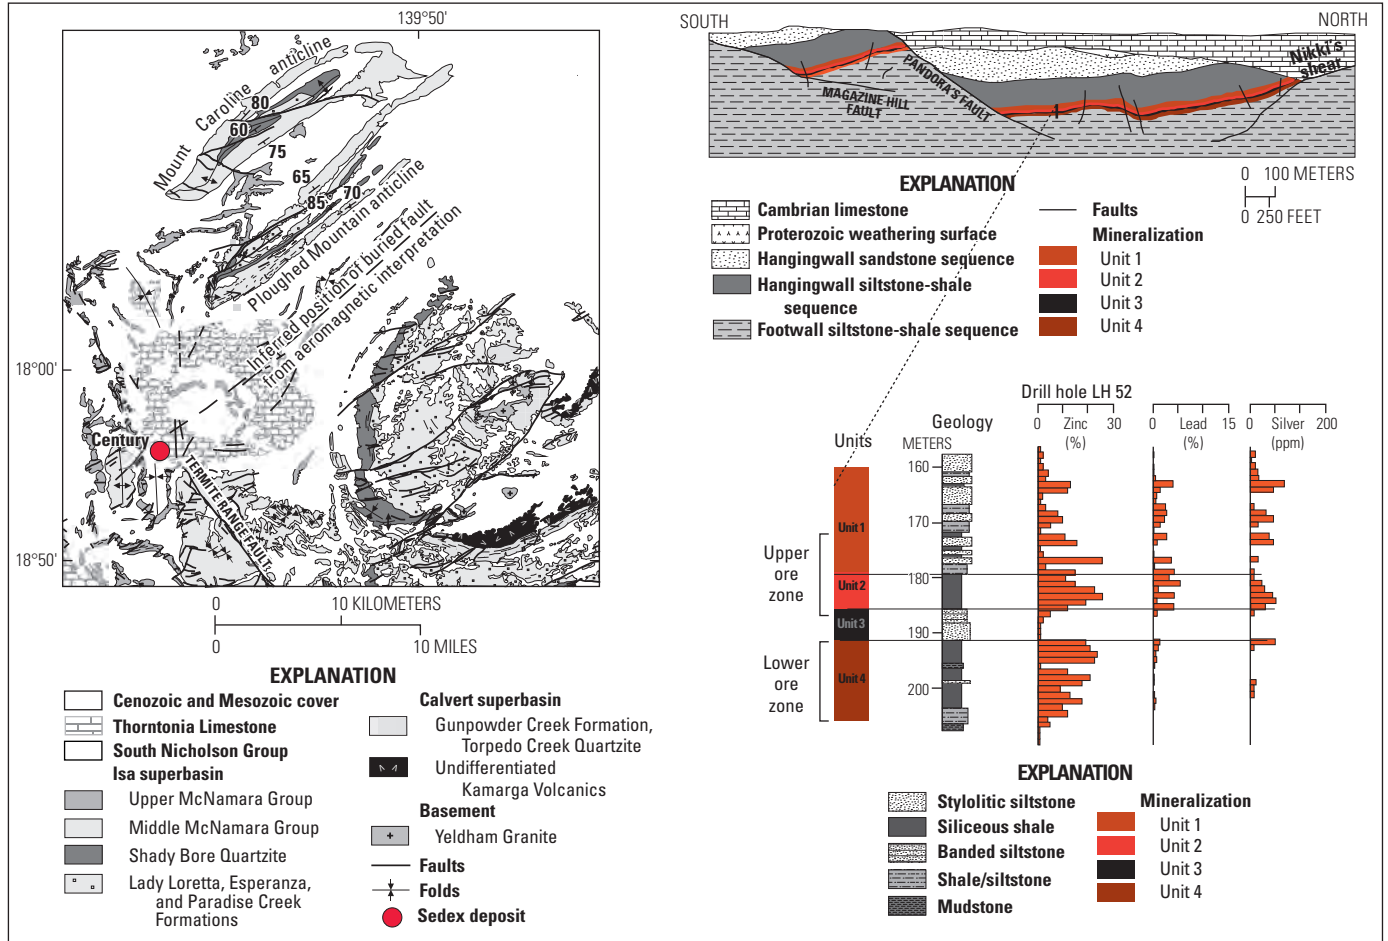 139°50'
Mount Caroline anticline
80
60
75
65
70
85
Ploughed Mountain anticline
Inferred position of buried fault
from aeromagnetic interpretation
18°00'
Century
TERMITE RANGE FAULT
18°50'
0 10 KILOMETERS
0 10 MILES
EXPLANATION
Cenozoic and Mesozoic cover
Thorntonia Limestone
South Nicholson Group
Isa superbasin
Upper McNamara Group
Middle McNamara Group
Shady Bore Quartzite
Lady Loretta, Esperanza,
and Paradise Creek
Formations
Calvert superbasin
Gunpowder Creek Formation,
Torpedo Creek Quartzite
Undifferentiated
Kamarga Volcanics
Basement
Yeldham Granite
Faults
Folds
Sedex deposit
SOUTH
NORTH
PANDORA'S FAULT
MAGAZINE HILL
FAULT
Nikki's
shear
0 100 METERS
0 250 FEET
EXPLANATION
Cambrian limestone
Proterozoic weathering surface
Hangingwall sandstone sequence
Hangingwall siltstone-shale
sequence
Footwall siltstone-shale sequence
Faults
Mineralization
Unit 1
Unit 2
Unit 3
Unit 4
Drill hole LH 52
Units
Geology
METERS
0 30
Zinc
(%)
0 15
Lead
(%)
0 200
Silver
(ppm)
160
170
180
190
200
Upper
ore
zone
Lower
ore
zone
Unit 1
Unit 2
Unit 3
Unit 4
EXPLANATION
Stylolitic siltstone
Siliceous shale
Banded siltstone
Shale/siltstone
Mudstone
Mineralization
Unit 1
Unit 2
Unit 3
Unit 4